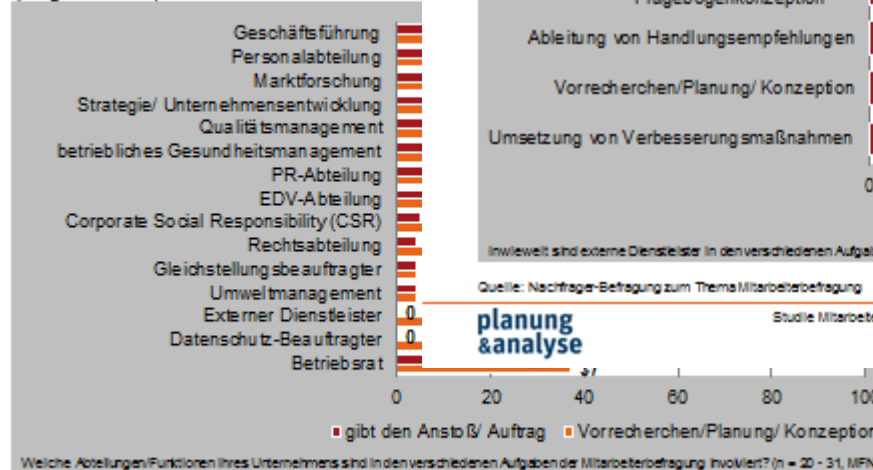 Geschäftsführung
Personalabteilung
Marktforschung
Strategie/ Unternehmensentwicklung
Qualitätsmanagement
betriebliches Gesundheitsmanagement
PR-Abteilung
EDV-Abteilung
Corporate Social Responsibility (CSR)
Rechtsabteilung
Gleichstellungsbeauftragter
Umweltmanagement
Externer Dienstleister 0
Datenschutz-Beauftragter 0
Betriebsrat
37
0 20 40 60 80 100
gibt den Anstoß/ Auftrag Vorrecherchen/Planung/ Konzeption
Welche Abteilungen/Funktionen Ihres Unternehmens sind in den verschiedenen Aufgaben der Mitarbeiterbefragung involviert? (n = 20 - 31, MFN
Fragebogenkonzeption
Ableitung von Handlungsempfehlungen
Vorrecherchen/Planung/ Konzeption
Umsetzung von Verbesserungsmaßnahmen
0
Inwieweit sind externe Dienstleister in den verschiedenen Aufga
Quelle: Nachfrager-Befragung zum Thema Mitarbeiterbefragung
planung
&analyse
Studie Mitarbeite